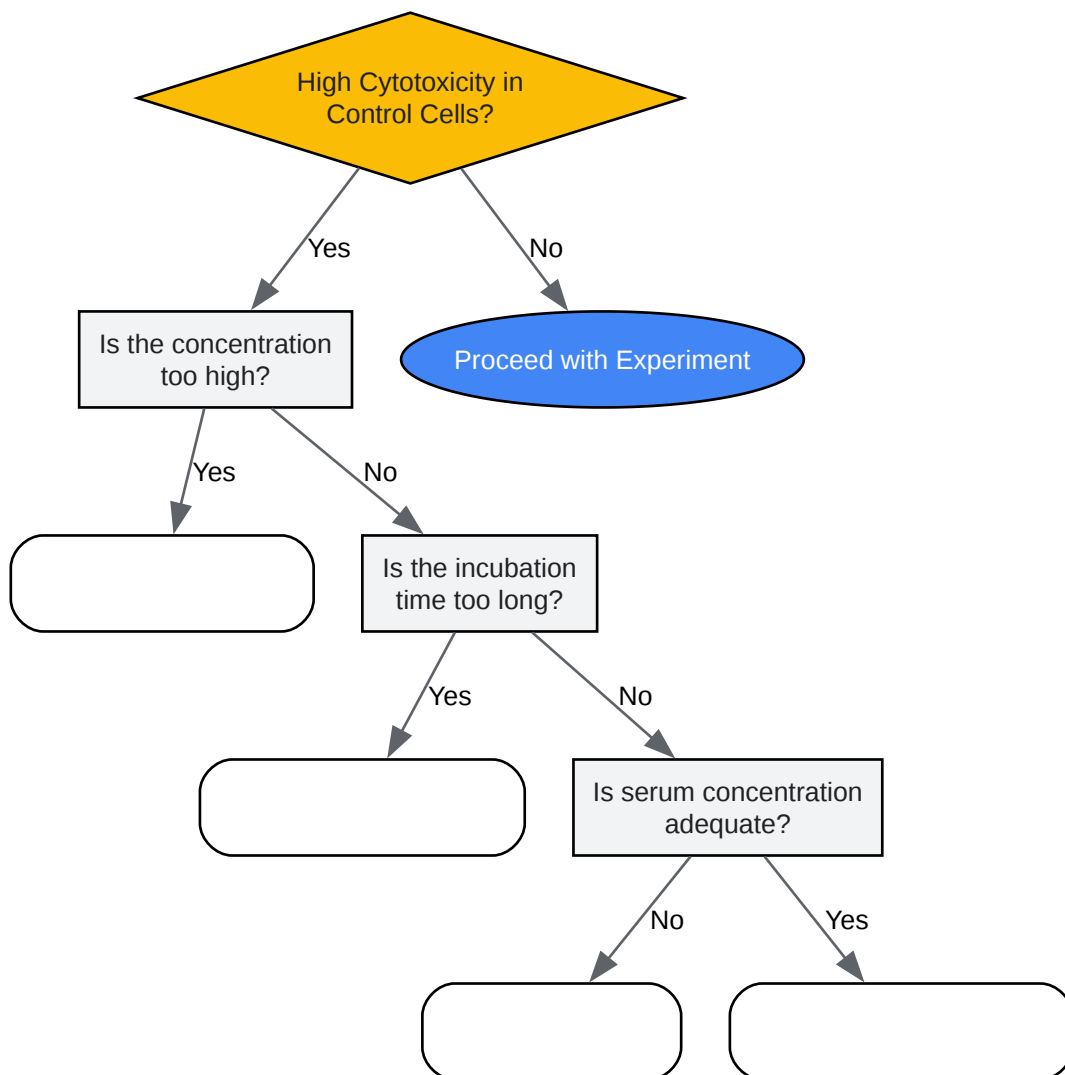 High Cytotoxicity in
Control Cells?
Yes
No
Is the concentration
too high?
Proceed with Experiment
Yes
No
Is the incubation
time too long?
Yes
No
Is serum concentration
adequate?
No
Yes